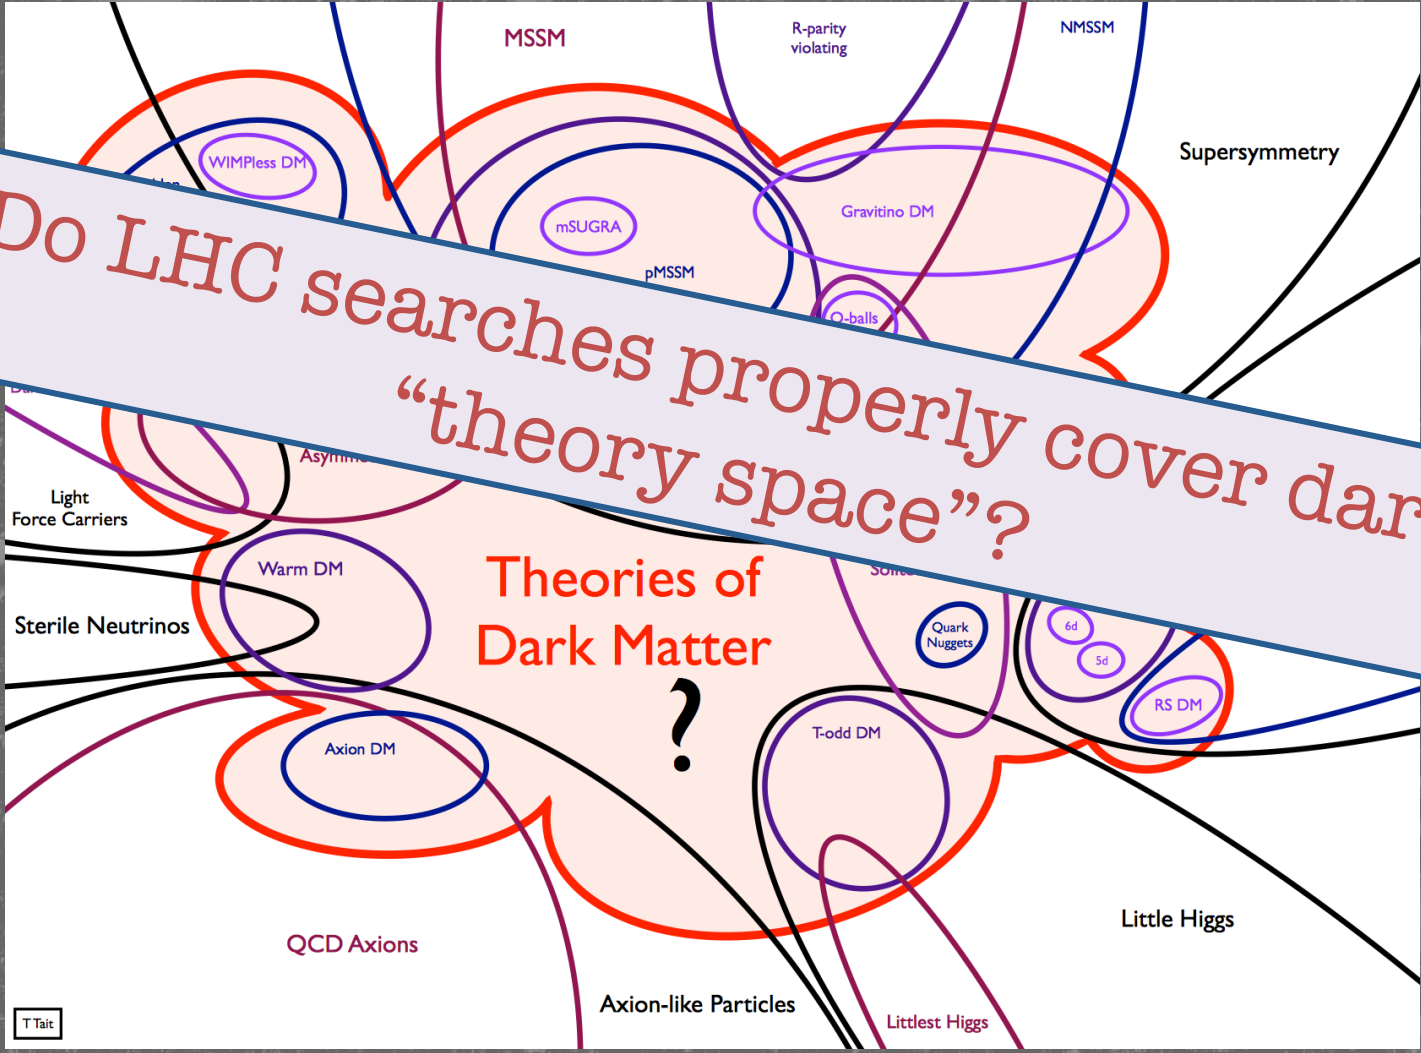 MSSM
R-parity
violating
NMSSM
Supersymmetry
WIMPless DM
mSUGRA
Gravitino DM
pMSSM
Q-balls
Do LHC searches properly cover dar
“theory space”?
Light
Force Carriers
Warm DM
Theories of
Dark Matter
?
Sterile Neutrinos
Quark
Nuggets
6d
5d
RS DM
T-odd DM
Axion DM
Little Higgs
QCD Axions
Axion-like Particles
Littlest Higgs
T Tait